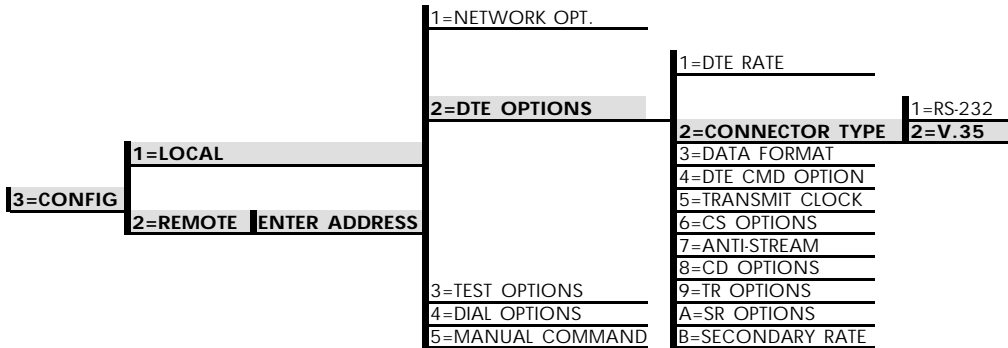 1=NETWORK OPT.
1=DTE RATE
2=DTE OPTIONS
1=RS-232
2=CONNECTOR TYPE
2=V.35
1=LOCAL
3=DATA FORMAT
4=DTE CMD OPTION
3=CONFIG
5=TRANSMIT CLOCK
2=REMOTE
ENTER ADDRESS
6=CS OPTIONS
7=ANTI-STREAM
8=CD OPTIONS
3=TEST OPTIONS
9=TR OPTIONS
4=DIAL OPTIONS
A=SR OPTIONS
5=MANUAL COMMAND
B=SECONDARY RATE